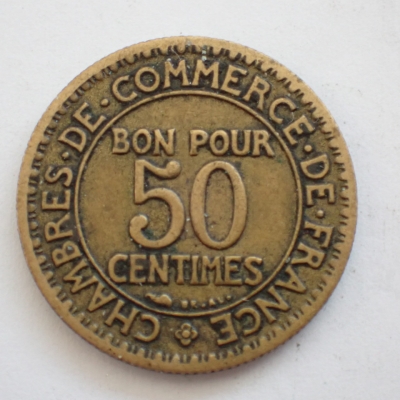 CHAMBRES·DE·COMMERCE·DE·FRANCE
BON POUR
50
CENTIMES